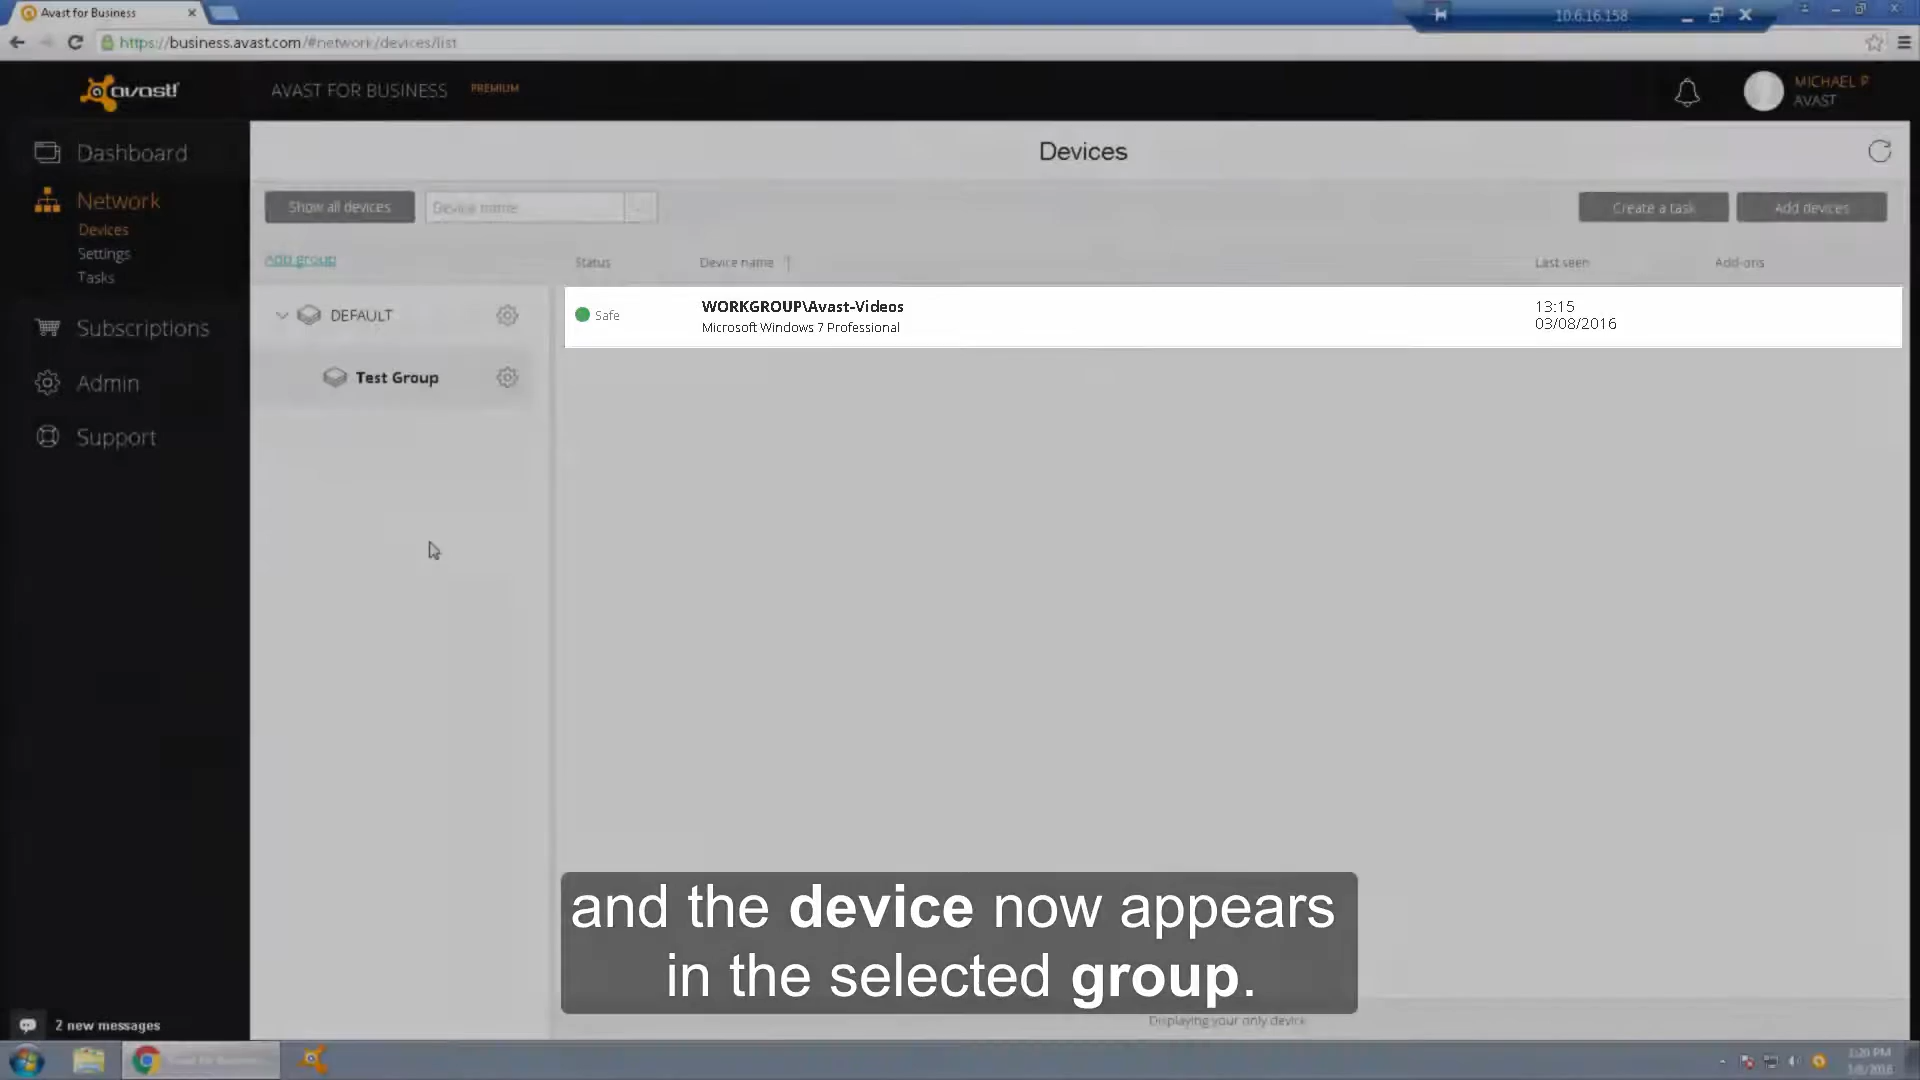 Avast for Business
10.6.16.158
https://business.avast.com/#network/devices/list
avast!
AVAST FOR BUSINESS PREMIUM
MICHAEL P
AVAST
Dashboard
Network
Devices
Settings
Tasks
Subscriptions
Admin
Support
2 new messages
Devices
Show all devices
Device name
Create a task
Add devices
Add group
Status
Device name
Last seen
Add-ons
DEFAULT
Test Group
Safe
WORKGROUP\Avast-Videos
Microsoft Windows 7 Professional
13:15
03/08/2016
and the device now appears
in the selected group.
Displaying your only device
1:20 PM